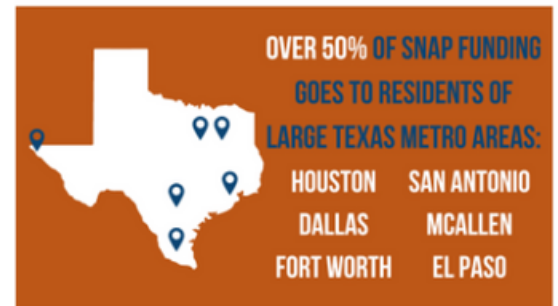 OVER 50% OF SNAP FUNDING
GOES TO RESIDENTS OF
LARGE TEXAS METRO AREAS:
HOUSTON SAN ANTONIO
DALLAS MCALLEN
FORT WORTH EL PASO